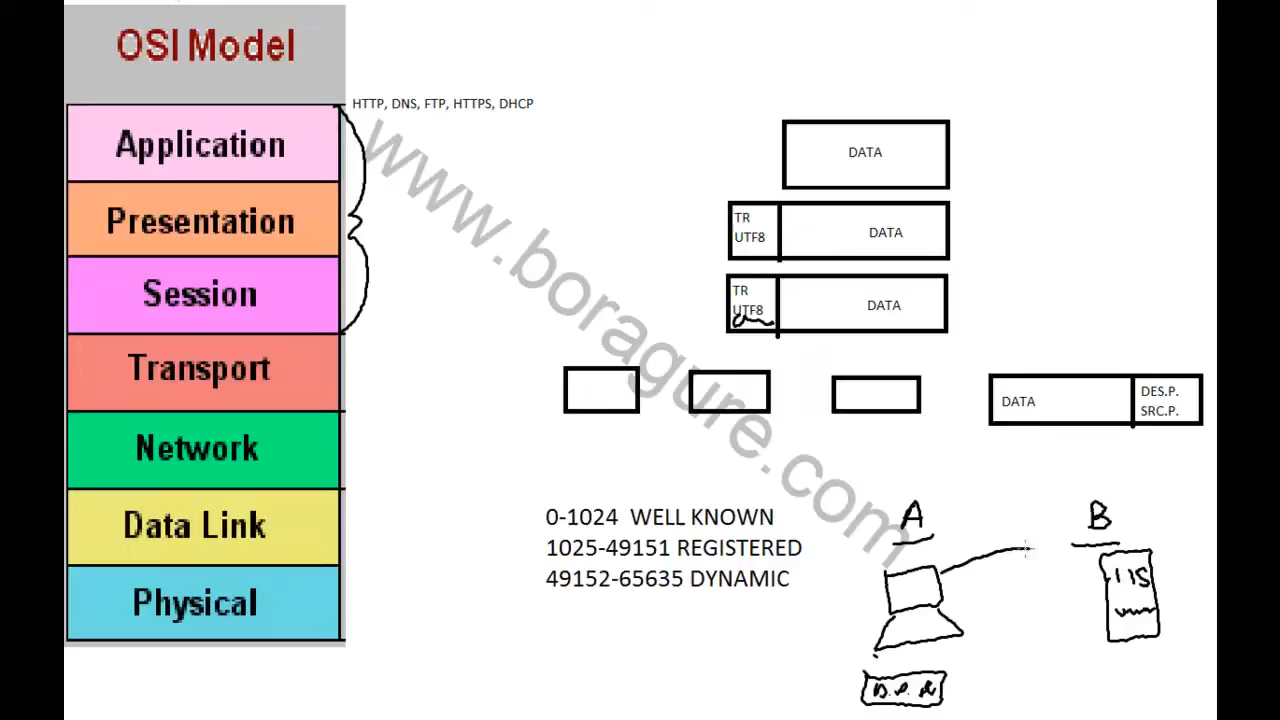 OSI Model
Application
Presentation
Session
Transport
Network
Data Link
Physical
HTTP, DNS, FTP, HTTPS, DHCP
DATA
TR
UTF8
DATA
TR
UTF8
DATA
DATA
DES.P.
SRC.P.
0-1024 WELL KNOWN
1025-49151 REGISTERED
49152-65635 DYNAMIC
A
B
IIS
www.boragure.com